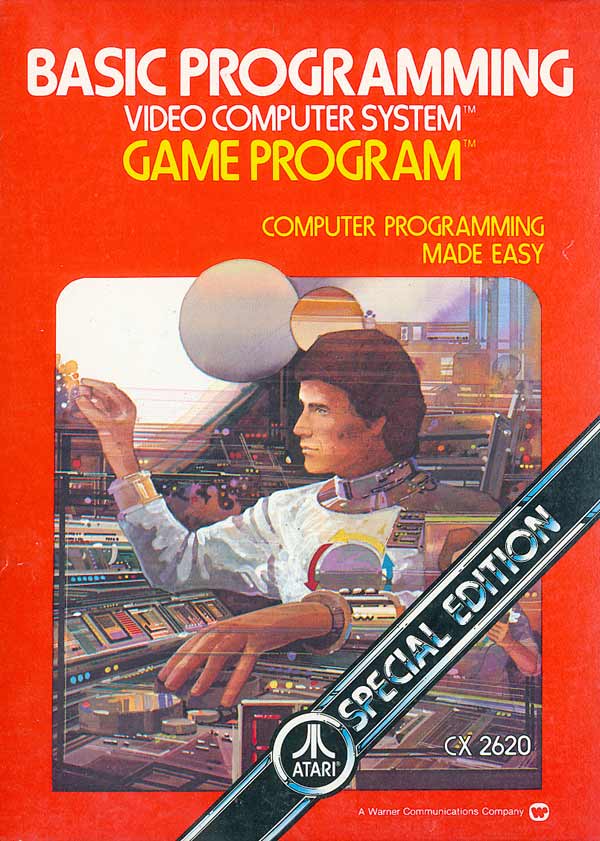 BASIC PROGRAMMING
VIDEO COMPUTER SYSTEM™
GAME PROGRAM™
COMPUTER PROGRAMMING
MADE EASY
SPECIAL EDITION
CX 2620
ATARI®
A Warner Communications Company